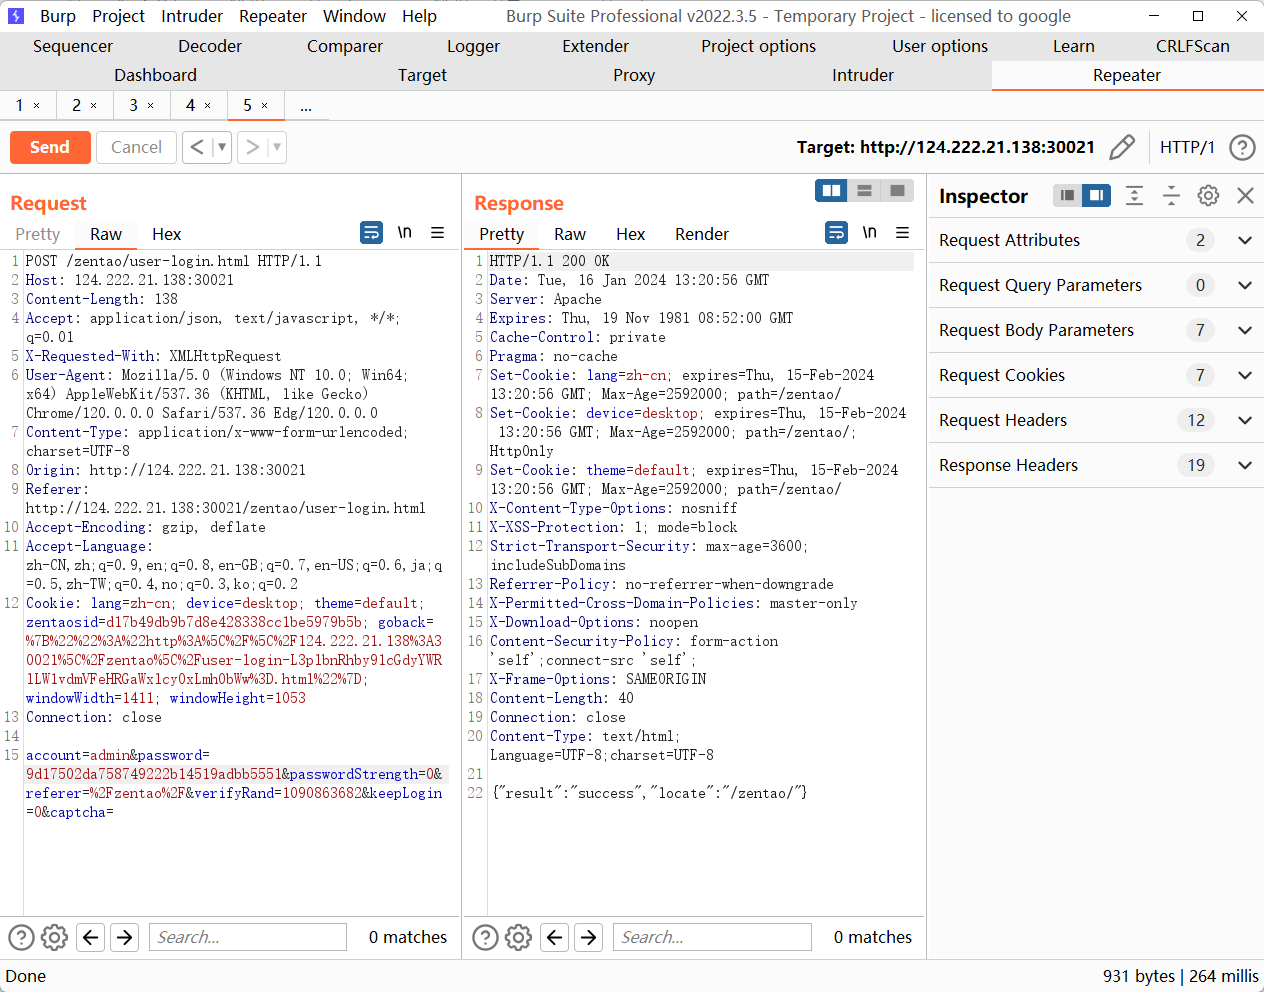 Burp Project Intruder Repeater Window Help Burp Suite Professional v2022.3.5 - Temporary Project - licensed to google
Sequencer Decoder Comparer Logger Extender Project options User options Learn CRLFScan
Dashboard Target Proxy Intruder Repeater
1 × 2 × 3 × 4 × 5 × ...
Send Cancel < > Target: http://124.222.21.138:30021 HTTP/1 ?
Request
Pretty Raw Hex \n
1 POST /zentao/user-login.html HTTP/1.1
2 Host: 124.222.21.138:30021
3 Content-Length: 138
4 Accept: application/json, text/javascript, */*;
q=0.01
5 X-Requested-With: XMLHttpRequest
6 User-Agent: Mozilla/5.0 (Windows NT 10.0; Win64;
x64) AppleWebKit/537.36 (KHTML, like Gecko)
Chrome/120.0.0.0 Safari/537.36 Edg/120.0.0.0
7 Content-Type: application/x-www-form-urlencoded;
charset=UTF-8
8 Origin: http://124.222.21.138:30021
9 Referer:
http://124.222.21.138:30021/zentao/user-login.html
10 Accept-Encoding: gzip, deflate
11 Accept-Language:
zh-CN,zh;q=0.9,en;q=0.8,en-GB;q=0.7,en-US;q=0.6,ja;q
=0.5,zh-TW;q=0.4,no;q=0.3,ko;q=0.2
12 Cookie: lang=zh-cn; device=desktop; theme=default;
zentaosid=d17b49db9b7d8e428338cc1be5979b5b; goback=
%7B%22%22%3A%22http%3A%5C%2F%5C%2F124.222.21.138%3A3
0021%5C%2Fzentao%5C%2Fuser-login-L3plbnRhby91cGdyYWR
lLW1vdmVFeHRGaWxlcy0xLmh0bWw%3D.html%22%7D;
windowWidth=1411; windowHeight=1053
13 Connection: close
14
15 account=admin&password=
9d17502da758749222b14519adbb5551&passwordStrength=0&
referer=%2Fzentao%2F&verifyRand=1090863682&keepLogin
=0&captcha=
? Search... 0 matches
Response
Pretty Raw Hex Render \n
1 HTTP/1.1 200 OK
2 Date: Tue, 16 Jan 2024 13:20:56 GMT
3 Server: Apache
4 Expires: Thu, 19 Nov 1981 08:52:00 GMT
5 Cache-Control: private
6 Pragma: no-cache
7 Set-Cookie: lang=zh-cn; expires=Thu, 15-Feb-2024
13:20:56 GMT; Max-Age=2592000; path=/zentao/
8 Set-Cookie: device=desktop; expires=Thu, 15-Feb-2024
13:20:56 GMT; Max-Age=2592000; path=/zentao/;
HttpOnly
9 Set-Cookie: theme=default; expires=Thu, 15-Feb-2024
13:20:56 GMT; Max-Age=2592000; path=/zentao/
10 X-Content-Type-Options: nosniff
11 X-XSS-Protection: 1; mode=block
12 Strict-Transport-Security: max-age=3600;
includeSubDomains
13 Referrer-Policy: no-referrer-when-downgrade
14 X-Permitted-Cross-Domain-Policies: master-only
15 X-Download-Options: noopen
16 Content-Security-Policy: form-action
'self';connect-src 'self';
17 X-Frame-Options: SAMEORIGIN
18 Content-Length: 40
19 Connection: close
20 Content-Type: text/html;
Language=UTF-8;charset=UTF-8
21
22 {"result":"success","locate":"/zentao/"}
? Search... 0 matches
Inspector
Request Attributes 2
Request Query Parameters 0
Request Body Parameters 7
Request Cookies 7
Request Headers 12
Response Headers 19
Done 931 bytes | 264 millis